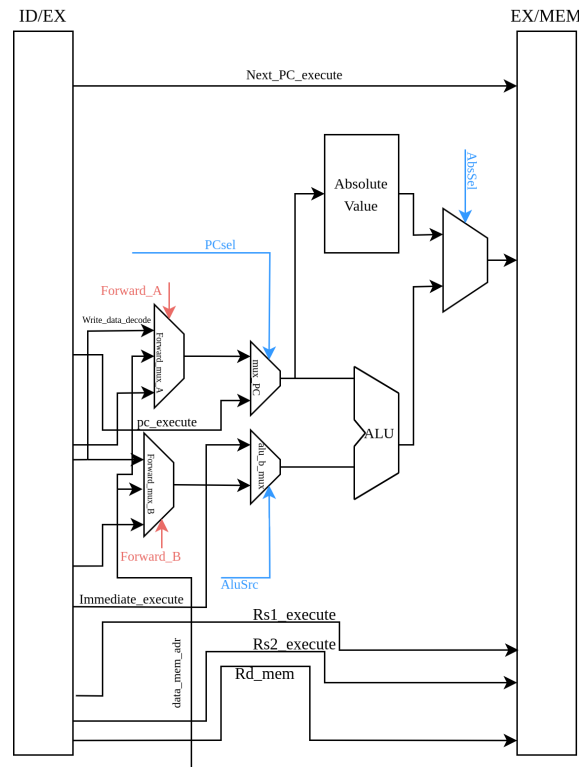 ID/EX
EX/MEM
Next_PC_execute
Absolute
Value
AbsSel
PCsel
Forward_A
Write_data_decode
Forward_mux_A
mux_PC
pc_execute
ALU
Forward_mux_B
alu_b_mux
Forward_B
AluSrc
Immediate_execute
Rs1_execute
Rs2_execute
data_mem_adr
Rd_mem